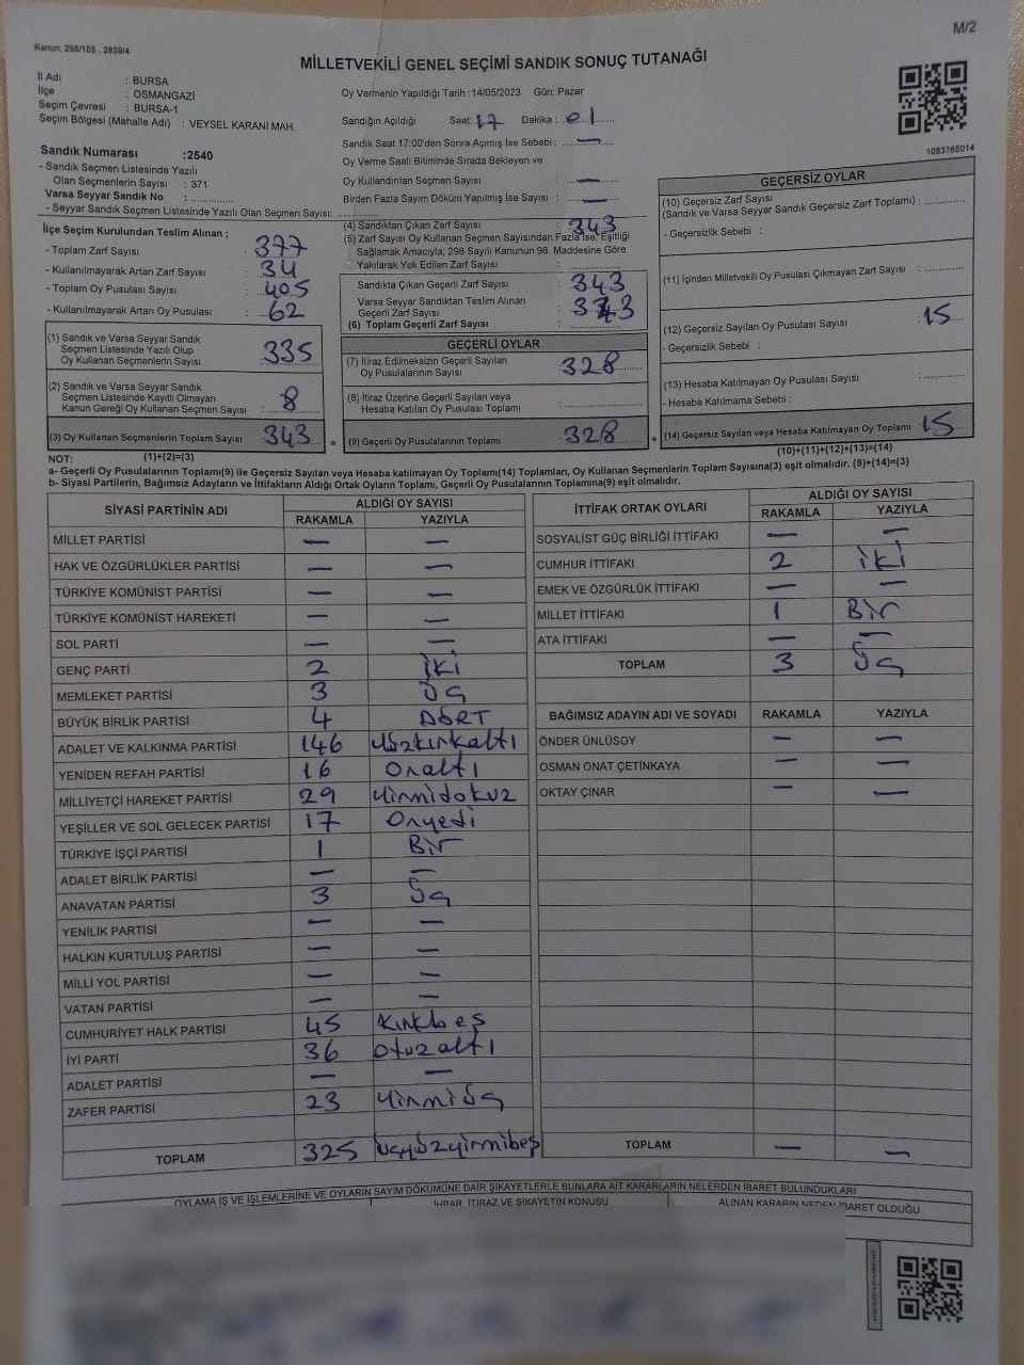 M/2
Kanun: 298/105 , 2839/4
MİLLETVEKİLİ GENEL SEÇİMİ SANDIK SONUÇ TUTANAĞI
İl Adı : BURSA
İlçe : OSMANGAZİ
Seçim Çevresi : BURSA-1
Seçim Bölgesi (Mahalle Adı) : VEYSEL KARANİ MAH.
Oy Vermenin Yapıldığı Tarih :14/05/2023 Gün: Pazar
Sandığın Açıldığı Saat: 17 Dakika: 01
Sandık Saat 17:00'den Sonra Açılmış İse Sebebi : —
Oy Verme Saati Bitiminde Sırada Bekleyen ve
Oy Kullandırılan Seçmen Sayısı —
Birden Fazla Sayım Döküm Yapılmış İse Sayısı : —
1083765014
Sandık Numarası :2540
- Sandık Seçmen Listesinde Yazılı
Olan Seçmenlerin Sayısı : 371
Varsa Seyyar Sandık No :
- Seyyar Sandık Seçmen Listesinde Yazılı Olan Seçmen Sayısı:
İlçe Seçim Kurulundan Teslim Alınan ;
- Toplam Zarf Sayısı : 377
- Kullanılmayarak Artan Zarf Sayısı : 34
- Toplam Oy Pusulası Sayısı : 405
- Kullanılmayarak Artan Oy Pusulası : 62
(1) Sandık ve Varsa Seyyar Sandık
Seçmen Listesinde Yazılı Olup
Oy Kullanan Seçmenlerin Sayısı 335
(2) Sandık ve Varsa Seyyar Sandık
Seçmen Listesinde Kayıtlı Olmayan
Kanun Gereği Oy Kullanan Seçmen Sayısı 8
(3) Oy Kullanan Seçmenlerin Toplam Sayısı 343
(1)+(2)=(3)
(4) Sandıktan Çıkan Zarf Sayısı : 343
(5) Zarf Sayısı Oy Kullanan Seçmen Sayısından Fazla İse, Eşitliği
Sağlamak Amacıyla; 298 Sayılı Kanunun 98. Maddesine Göre
Yakılarak Yok Edilen Zarf Sayısı :
Sandıkta Çıkan Geçerli Zarf Sayısı : 343
Varsa Seyyar Sandıktan Teslim Alınan
Geçerli Zarf Sayısı :
(6) Toplam Geçerli Zarf Sayısı : 343
GEÇERLİ OYLAR
(7) İtiraz Edilmeksizin Geçerli Sayılan
Oy Pusulalarının Sayısı : 328
(8) İtiraz Üzerine Geçerli Sayılan veya
Hesaba Katılan Oy Pusulası Toplamı :
(9) Geçerli Oy Pusulalarının Toplamı 328
GEÇERSİZ OYLAR
(10) Geçersiz Zarf Sayısı
(Sandık ve Varsa Seyyar Sandık Geçersiz Zarf Toplamı) :
- Geçersizlik Sebebi :
(11) İçinden Milletvekili Oy Pusulası Çıkmayan Zarf Sayısı :
(12) Geçersiz Sayılan Oy Pusulası Sayısı : 15
- Geçersizlik Sebebi :
(13) Hesaba Katılmayan Oy Pusulası Sayısı :
- Hesaba Katılmama Sebebi :
(14) Geçersiz Sayılan veya Hesaba Katılmayan Oy Toplamı 15
(10)+(11)+(12)+(13)=(14)
NOT:
a- Geçerli Oy Pusulalarının Toplamı(9) ile Geçersiz Sayılan veya Hesaba katılmayan Oy Toplamı(14) Toplamları, Oy Kullanan Seçmenlerin Toplam Sayısına(3) eşit olmalıdır. (9)+(14)=(3)
b- Siyasi Partilerin, Bağımsız Adayların ve İttifakların Aldığı Ortak Oyların Toplamı, Geçerli Oy Pusulalarının Toplamına(9) eşit olmalıdır.
SİYASİ PARTİNİN ADI ALDIĞI OY SAYISI
RAKAMLA YAZIYLA
MİLLET PARTİSİ — —
HAK VE ÖZGÜRLÜKLER PARTİSİ — —
TÜRKİYE KOMÜNİST PARTİSİ — —
TÜRKİYE KOMÜNİST HAREKETİ — —
SOL PARTİ — —
GENÇ PARTİ 2 iki
MEMLEKET PARTİSİ 3 Üç
BÜYÜK BİRLİK PARTİSİ 4 DÖRT
ADALET VE KALKINMA PARTİSİ 146 Yüzkırkaltı
YENİDEN REFAH PARTİSİ 16 Onaltı
MİLLİYETÇİ HAREKET PARTİSİ 29 Yirmidokuz
YEŞİLLER VE SOL GELECEK PARTİSİ 17 Onyedi
TÜRKİYE İŞÇİ PARTİSİ 1 Bir
ADALET BİRLİK PARTİSİ — —
ANAVATAN PARTİSİ 3 Üç
YENİLİK PARTİSİ — —
HALKIN KURTULUŞ PARTİSİ — —
MİLLİ YOL PARTİSİ — —
VATAN PARTİSİ — —
CUMHURİYET HALK PARTİSİ 45 Kırkbeş
İYİ PARTİ 36 Otuzaltı
ADALET PARTİSİ — —
ZAFER PARTİSİ 23 Yirmiüç
TOPLAM 325 Üçyüzyirmibeş
İTTİFAK ORTAK OYLARI ALDIĞI OY SAYISI
RAKAMLA YAZIYLA
SOSYALİST GÜÇ BİRLİĞİ İTTİFAKI — —
CUMHUR İTTİFAKI 2 iki
EMEK VE ÖZGÜRLÜK İTTİFAKI — —
MİLLET İTTİFAKI 1 Bir
ATA İTTİFAKI — —
TOPLAM 3 Üç
BAĞIMSIZ ADAYIN ADI VE SOYADI RAKAMLA YAZIYLA
ÖNDER ÜNLÜSOY — —
OSMAN ONAT ÇETİNKAYA — —
OKTAY ÇINAR — —
TOPLAM — —
OYLAMA İŞ VE İŞLEMLERİNE VE OYLARIN SAYIM DÖKÜMÜNE DAİR ŞİKAYETLERLE BUNLARA AİT KARARLARIN NELERDEN İBARET BULUNDUKLARI
İHBAR, İTİRAZ VE ŞİKAYETİN KONUSU ALINAN KARARIN NEDEN İBARET OLDUĞU